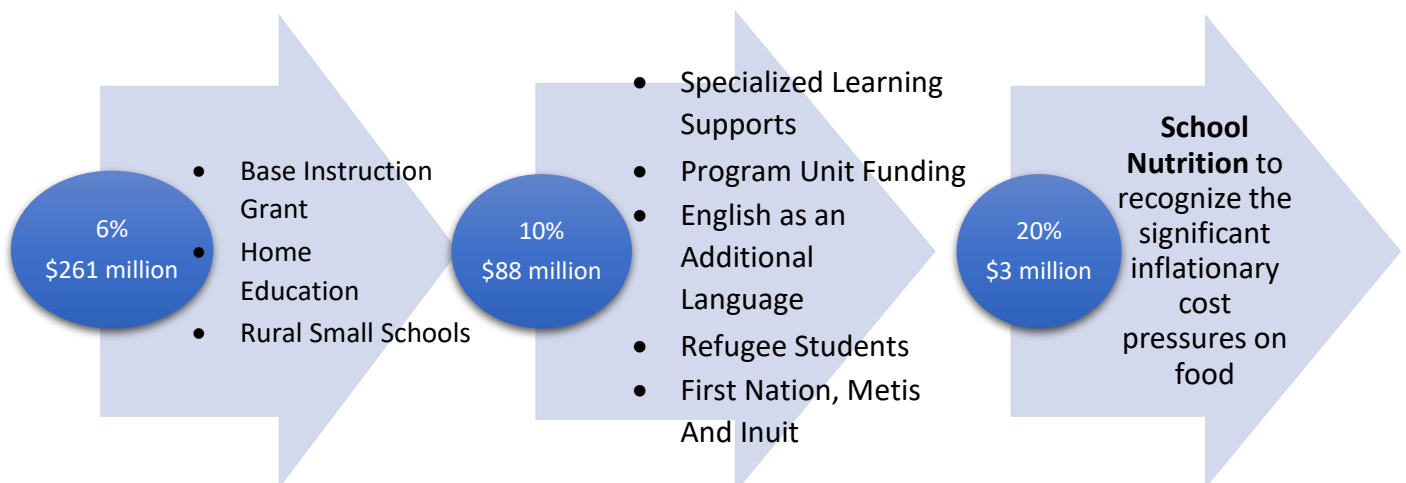 6%
$261 million
• Base Instruction
Grant
• Home
Education
• Rural Small Schools
10%
$88 million
• Specialized Learning
Supports
• Program Unit Funding
• English as an
Additional
Language
• Refugee Students
• First Nation, Metis
And Inuit
20%
$3 million
School
Nutrition to
recognize the
significant
inflationary
cost
pressures on
food